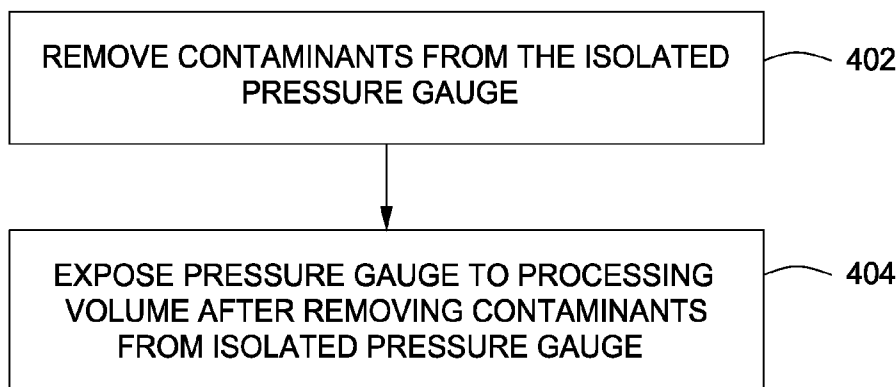 REMOVE CONTAMINANTS FROM THE ISOLATED
PRESSURE GAUGE
402
EXPOSE PRESSURE GAUGE TO PROCESSING
VOLUME AFTER REMOVING CONTAMINANTS
FROM ISOLATED PRESSURE GAUGE
404